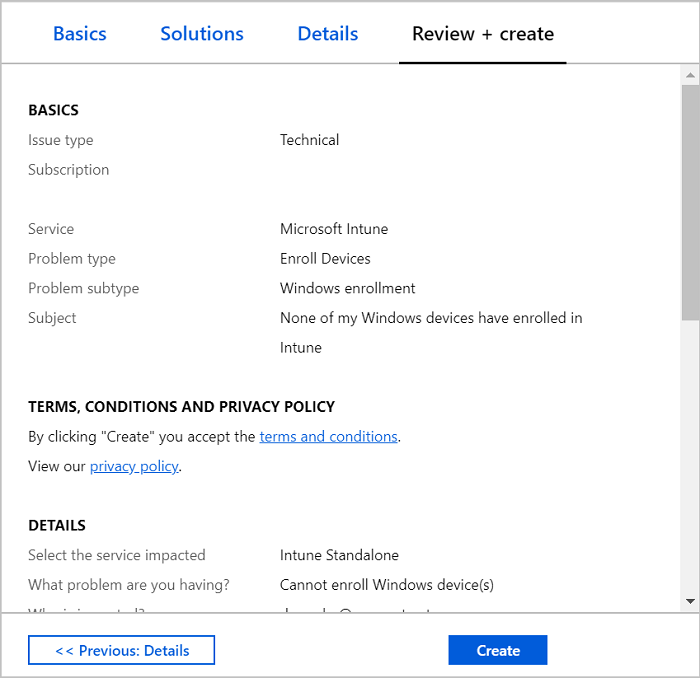 Basics Solutions Details Review + create
BASICS
Issue type Technical
Subscription
Service Microsoft Intune
Problem type Enroll Devices
Problem subtype Windows enrollment
Subject None of my Windows devices have enrolled in
Intune
TERMS, CONDITIONS AND PRIVACY POLICY
By clicking "Create" you accept the terms and conditions.
View our privacy policy.
DETAILS
Select the service impacted Intune Standalone
What problem are you having? Cannot enroll Windows device(s)
<< Previous: Details Create